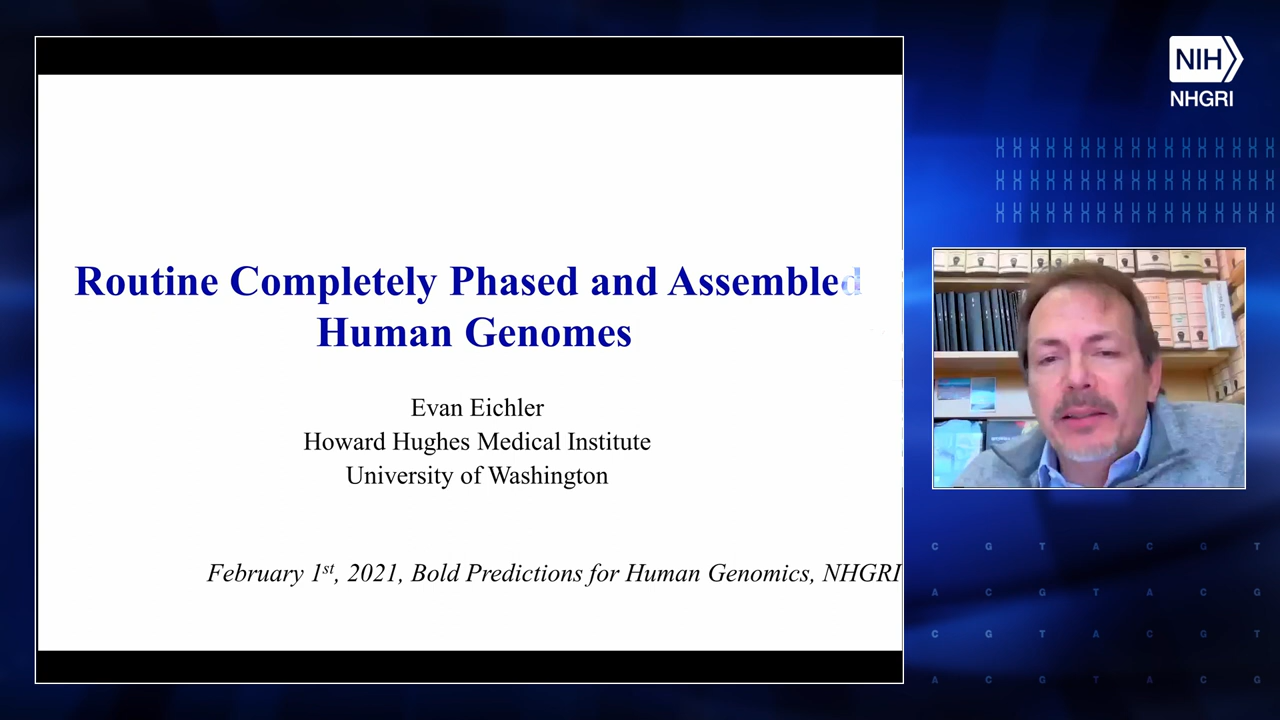 Routine Completely Phased and Assembled
Human Genomes
Evan Eichler
Howard Hughes Medical Institute
University of Washington
February 1st, 2021, Bold Predictions for Human Genomics, NHGRI
NIH
NHGRI
C G T A C G T
A C G T A C G
C G T A C G T
A C G T A C G